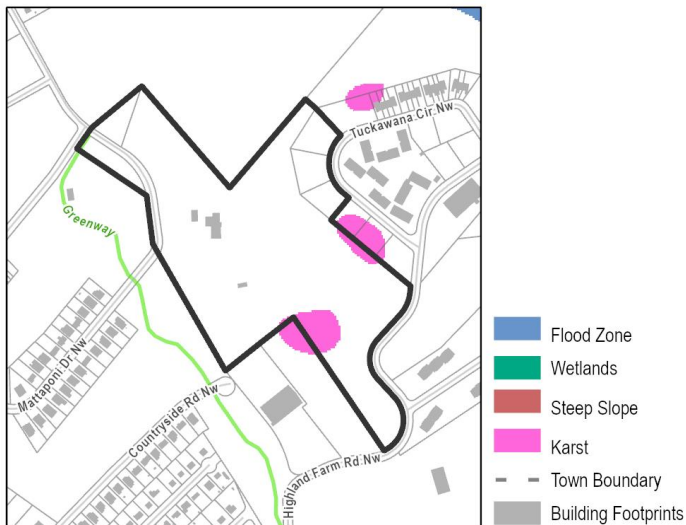 Tuckawana Cir Nw
Greenway
Mattaponi Dr Nw
Countryside Rd Nw
Highland Farm Rd Nw
Flood Zone
Wetlands
Steep Slope
Karst
Town Boundary
Building Footprints